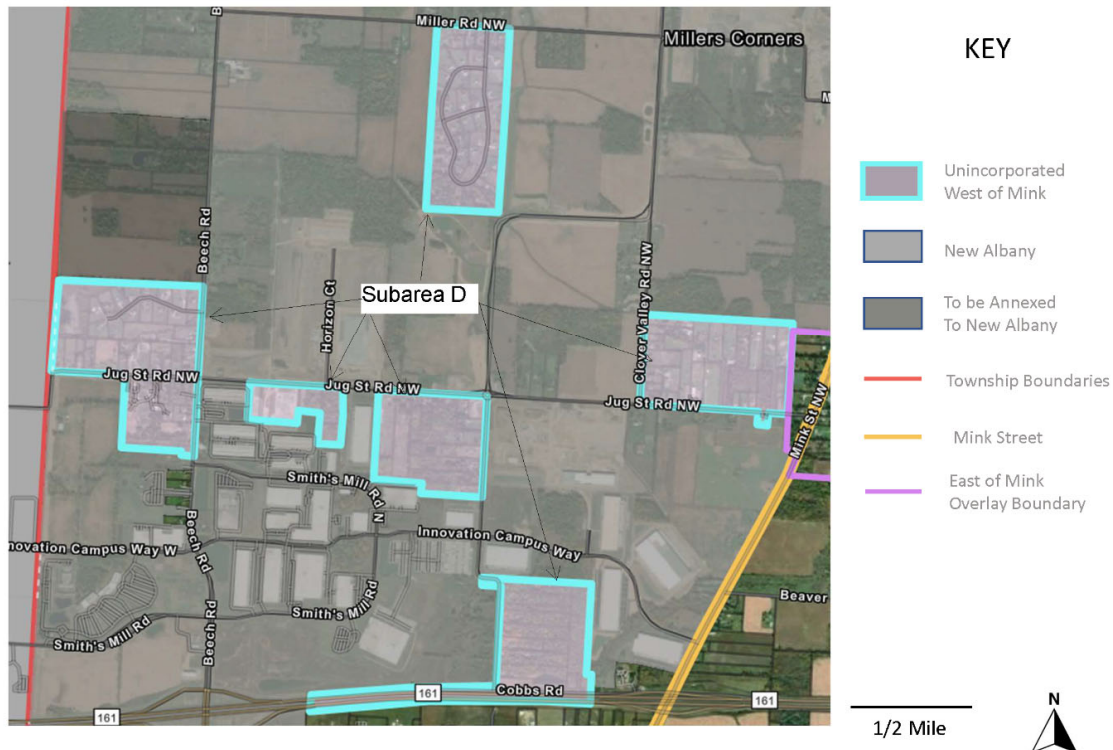 B
Miller Rd NW
Millers Corners
M
Beech Rd
Clover Valley Rd NW
Horizon Ct
Subarea D
Jug St Rd NW
Jug St Rd NW
Jug St Rd NW
Mink St NW
Smith's Mill Rd
N
Beech Rd
Innovation Campus Way
nnovation Campus Way W
Smith's Mill Rd
Smith's Mill Rd
Beech Rd
Beaver
Cobbs Rd
161
161
161
KEY
Unincorporated
West of Mink
New Albany
To be Annexed
To New Albany
Township Boundaries
Mink Street
East of Mink
Overlay Boundary
1/2 Mile
N